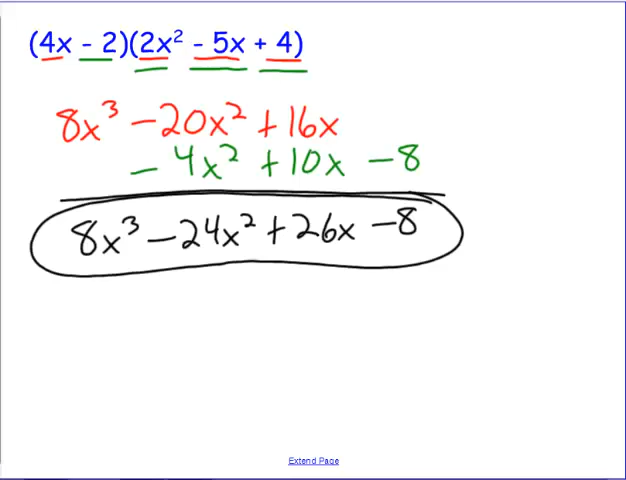 (4x - 2)(2x² - 5x + 4)
8x³ - 20x² + 16x
- 4x² + 10x - 8
8x³ - 24x² + 26x - 8
Extend Page